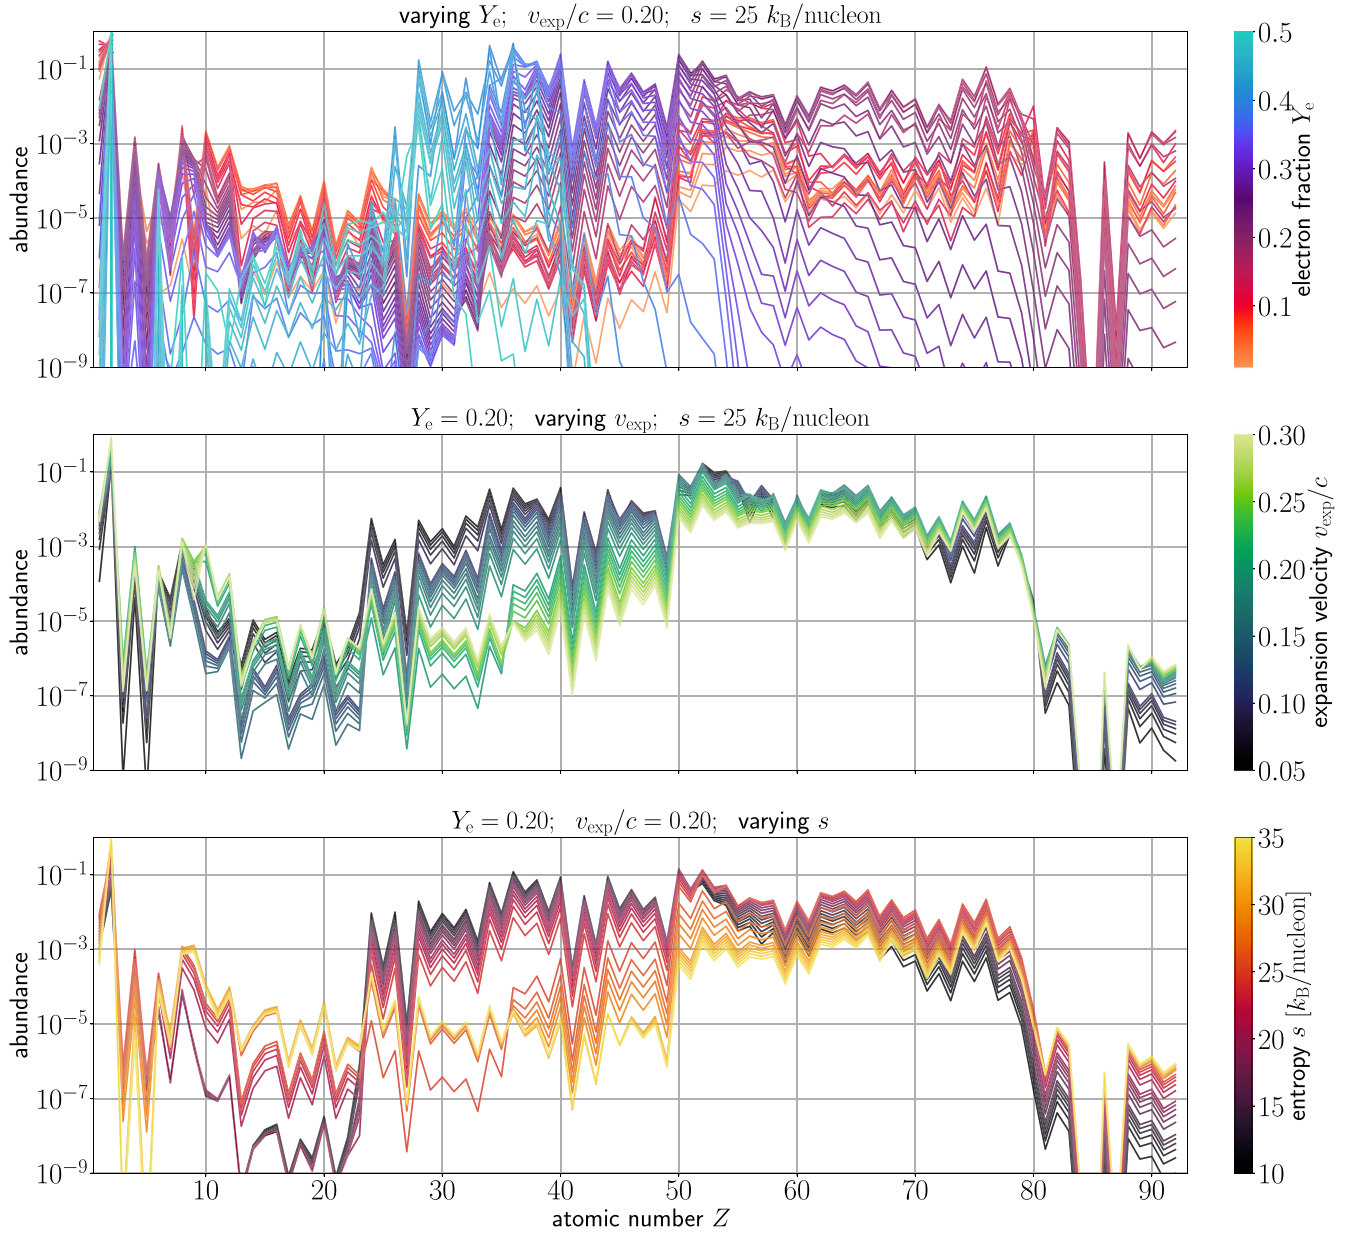 varying Yₑ; v_exp/c = 0.20; s = 25 k_B/nucleon
10⁻¹
10⁻³
10⁻⁵
10⁻⁷
10⁻⁹
abundance
0.5
0.4
0.3
0.2
0.1
electron fraction Yₑ
Yₑ = 0.20; varying v_exp; s = 25 k_B/nucleon
10⁻¹
10⁻³
10⁻⁵
10⁻⁷
10⁻⁹
abundance
0.30
0.25
0.20
0.15
0.10
0.05
expansion velocity v_exp/c
Yₑ = 0.20; v_exp/c = 0.20; varying s
10⁻¹
10⁻³
10⁻⁵
10⁻⁷
10⁻⁹
abundance
35
30
25
20
15
10
entropy s [k_B/nucleon]
10 20 30 40 50 60 70 80 90
atomic number Z